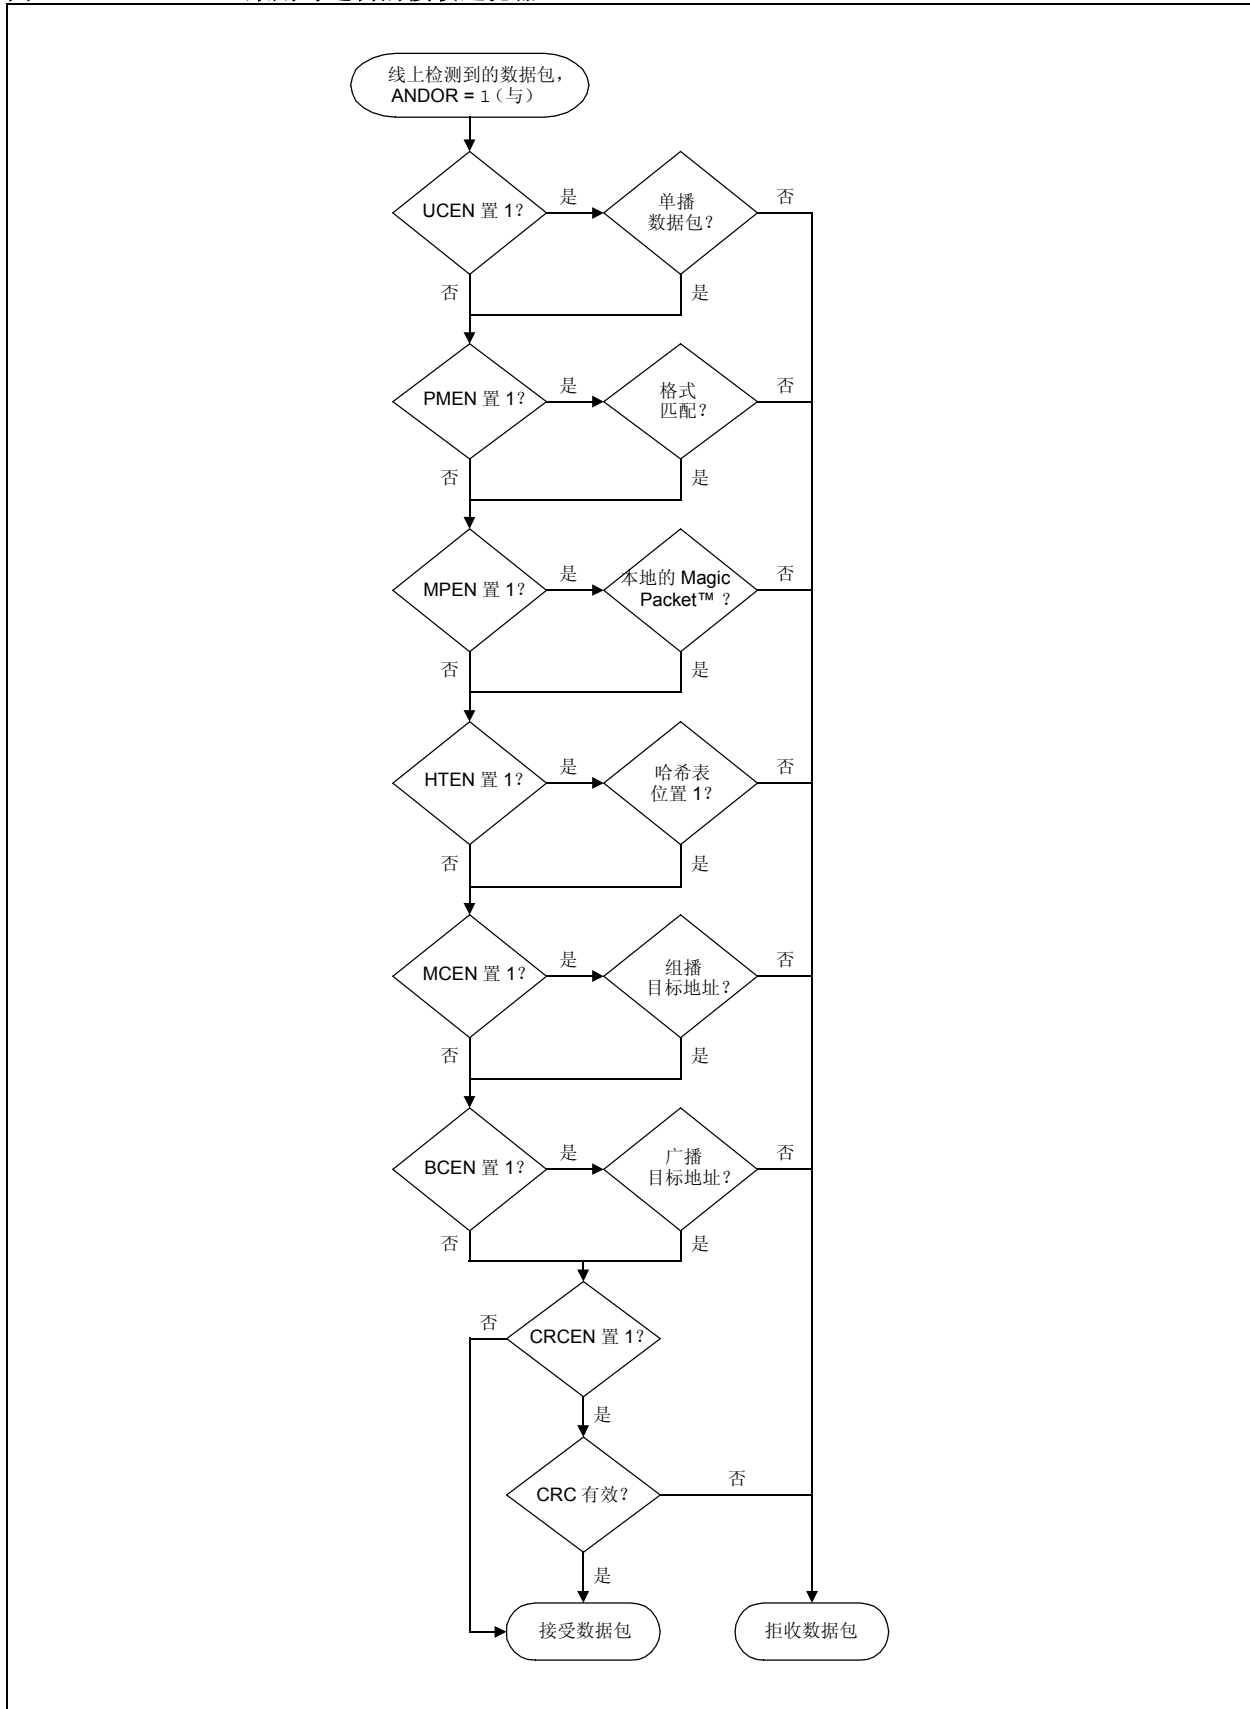 线上检测到的数据包，
ANDOR = 1（与）
UCEN 置 1？
是
单播
数据包？
否
否
是
PMEN 置 1？
是
格式
匹配？
否
否
是
MPEN 置 1？
是
本地的 Magic
Packet™ ？
否
否
是
HTEN 置 1？
是
哈希表
位置 1？
否
否
是
MCEN 置 1？
是
组播
目标地址？
否
否
是
BCEN 置 1？
是
广播
目标地址？
否
否
是
否
CRCEN 置 1？
是
CRC 有效？
否
是
接受数据包
拒收数据包